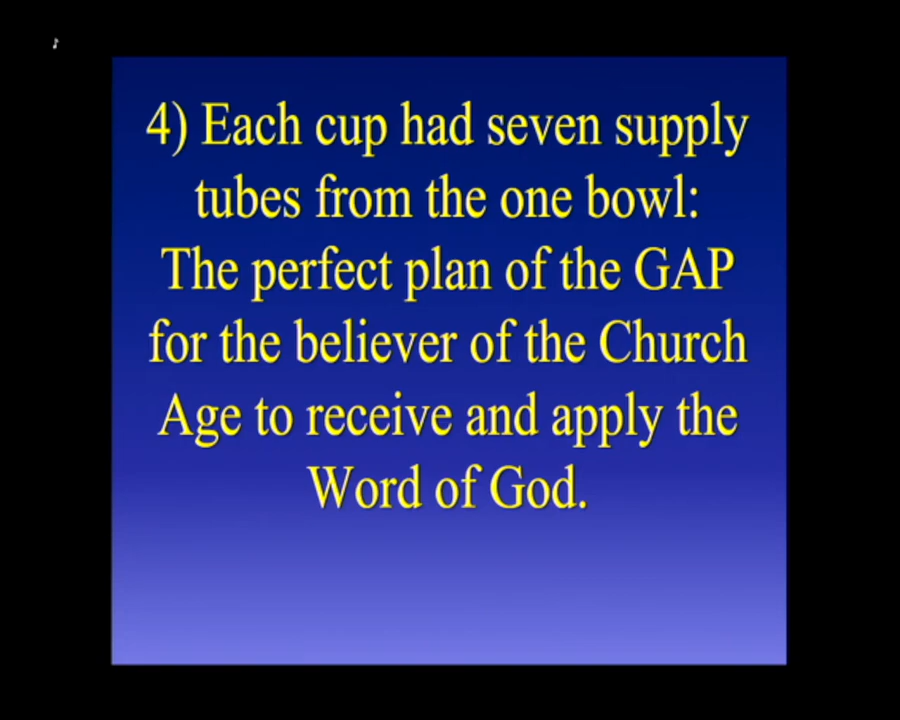 4) Each cup had seven supply
tubes from the one bowl:
The perfect plan of the GAP
for the believer of the Church
Age to receive and apply the
Word of God.